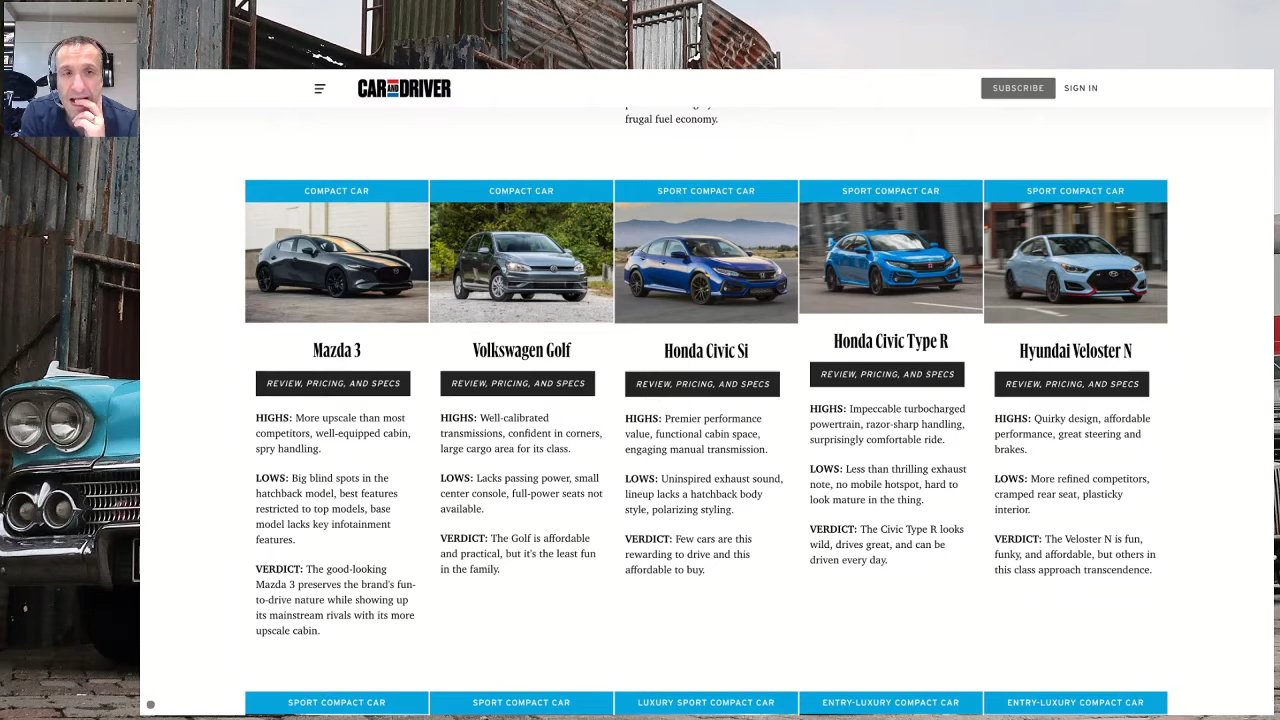 CAR AND DRIVER
SUBSCRIBE
SIGN IN
frugal fuel economy.
COMPACT CAR
Mazda 3
REVIEW, PRICING, AND SPECS
HIGHS: More upscale than most
competitors, well-equipped cabin,
spry handling.
LOWS: Big blind spots in the
hatchback model, best features
restricted to top models, base
model lacks key infotainment
features.
VERDICT: The good-looking
Mazda 3 preserves the brand's fun-
to-drive nature while showing up
its mainstream rivals with its more
upscale cabin.
COMPACT CAR
Volkswagen Golf
REVIEW, PRICING, AND SPECS
HIGHS: Well-calibrated
transmissions, confident in corners,
large cargo area for its class.
LOWS: Lacks passing power, small
center console, full-power seats not
available.
VERDICT: The Golf is affordable
and practical, but it's the least fun
in the family.
SPORT COMPACT CAR
Honda Civic Si
REVIEW, PRICING, AND SPECS
HIGHS: Premier performance
value, functional cabin space,
engaging manual transmission.
LOWS: Uninspired exhaust sound,
lineup lacks a hatchback body
style, polarizing styling.
VERDICT: Few cars are this
rewarding to drive and this
affordable to buy.
SPORT COMPACT CAR
Honda Civic Type R
REVIEW, PRICING, AND SPECS
HIGHS: Impeccable turbocharged
powertrain, razor-sharp handling,
surprisingly comfortable ride.
LOWS: Less than thrilling exhaust
note, no mobile hotspot, hard to
look mature in the thing.
VERDICT: The Civic Type R looks
wild, drives great, and can be
driven every day.
SPORT COMPACT CAR
Hyundai Veloster N
REVIEW, PRICING, AND SPECS
HIGHS: Quirky design, affordable
performance, great steering and
brakes.
LOWS: More refined competitors,
cramped rear seat, plasticky
interior.
VERDICT: The Veloster N is fun,
funky, and affordable, but others in
this class approach transcendence.
SPORT COMPACT CAR
SPORT COMPACT CAR
LUXURY SPORT COMPACT CAR
ENTRY-LUXURY COMPACT CAR
ENTRY-LUXURY COMPACT CAR